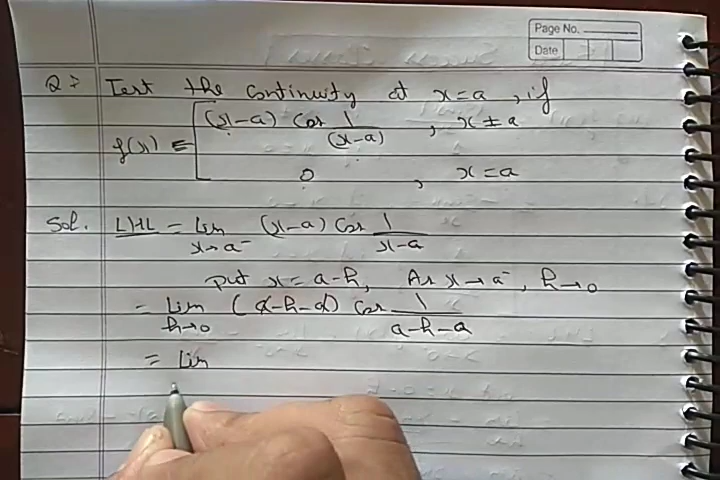 Page No.
Date
Q:- Test the continuity at x=a, if
f(x) = [ (x-a) Cos 1/(x-a) , x ≠ a
0 , x = a
Sol. LHL = Lim x→a⁻ (x-a) Cos 1/(x-a)
put x = a-h, As x→a⁻, h→0
= Lim h→0 (a-h-a) Cos 1/(a-h-a)
= Lim